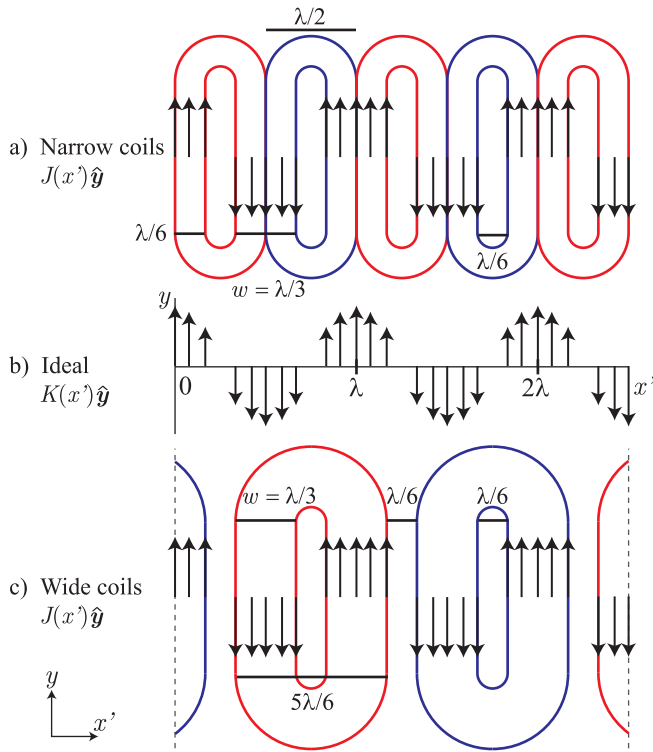 λ/2
a) Narrow coils
J(x')ŷ
λ/6
w = λ/3
λ/6
y
b) Ideal
K(x')ŷ
0
λ
2λ
x'
w = λ/3
λ/6
λ/6
c) Wide coils
J(x')ŷ
y
x'
5λ/6